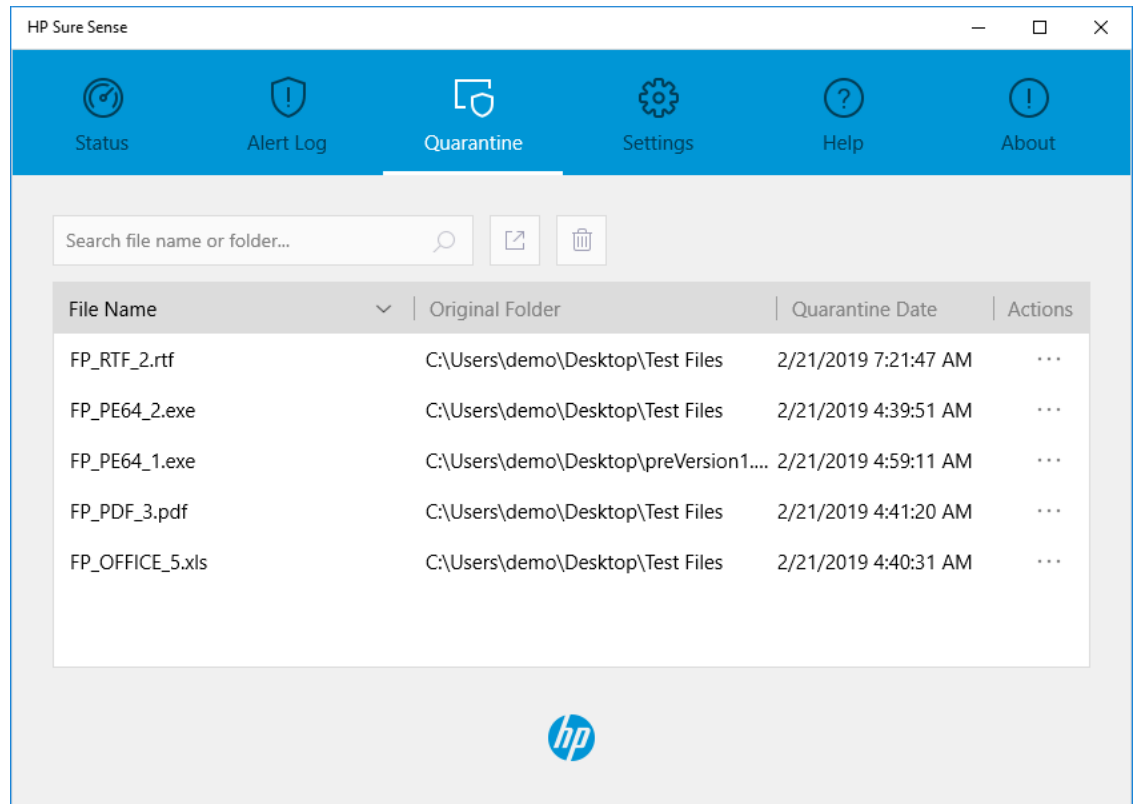 HP Sure Sense
Status Alert Log Quarantine Settings Help About
Search file name or folder...
File Name Original Folder Quarantine Date Actions
FP_RTF_2.rtf C:\Users\demo\Desktop\Test Files 2/21/2019 7:21:47 AM ...
FP_PE64_2.exe C:\Users\demo\Desktop\Test Files 2/21/2019 4:39:51 AM ...
FP_PE64_1.exe C:\Users\demo\Desktop\preVersion1.... 2/21/2019 4:59:11 AM ...
FP_PDF_3.pdf C:\Users\demo\Desktop\Test Files 2/21/2019 4:41:20 AM ...
FP_OFFICE_5.xls C:\Users\demo\Desktop\Test Files 2/21/2019 4:40:31 AM ...
hp